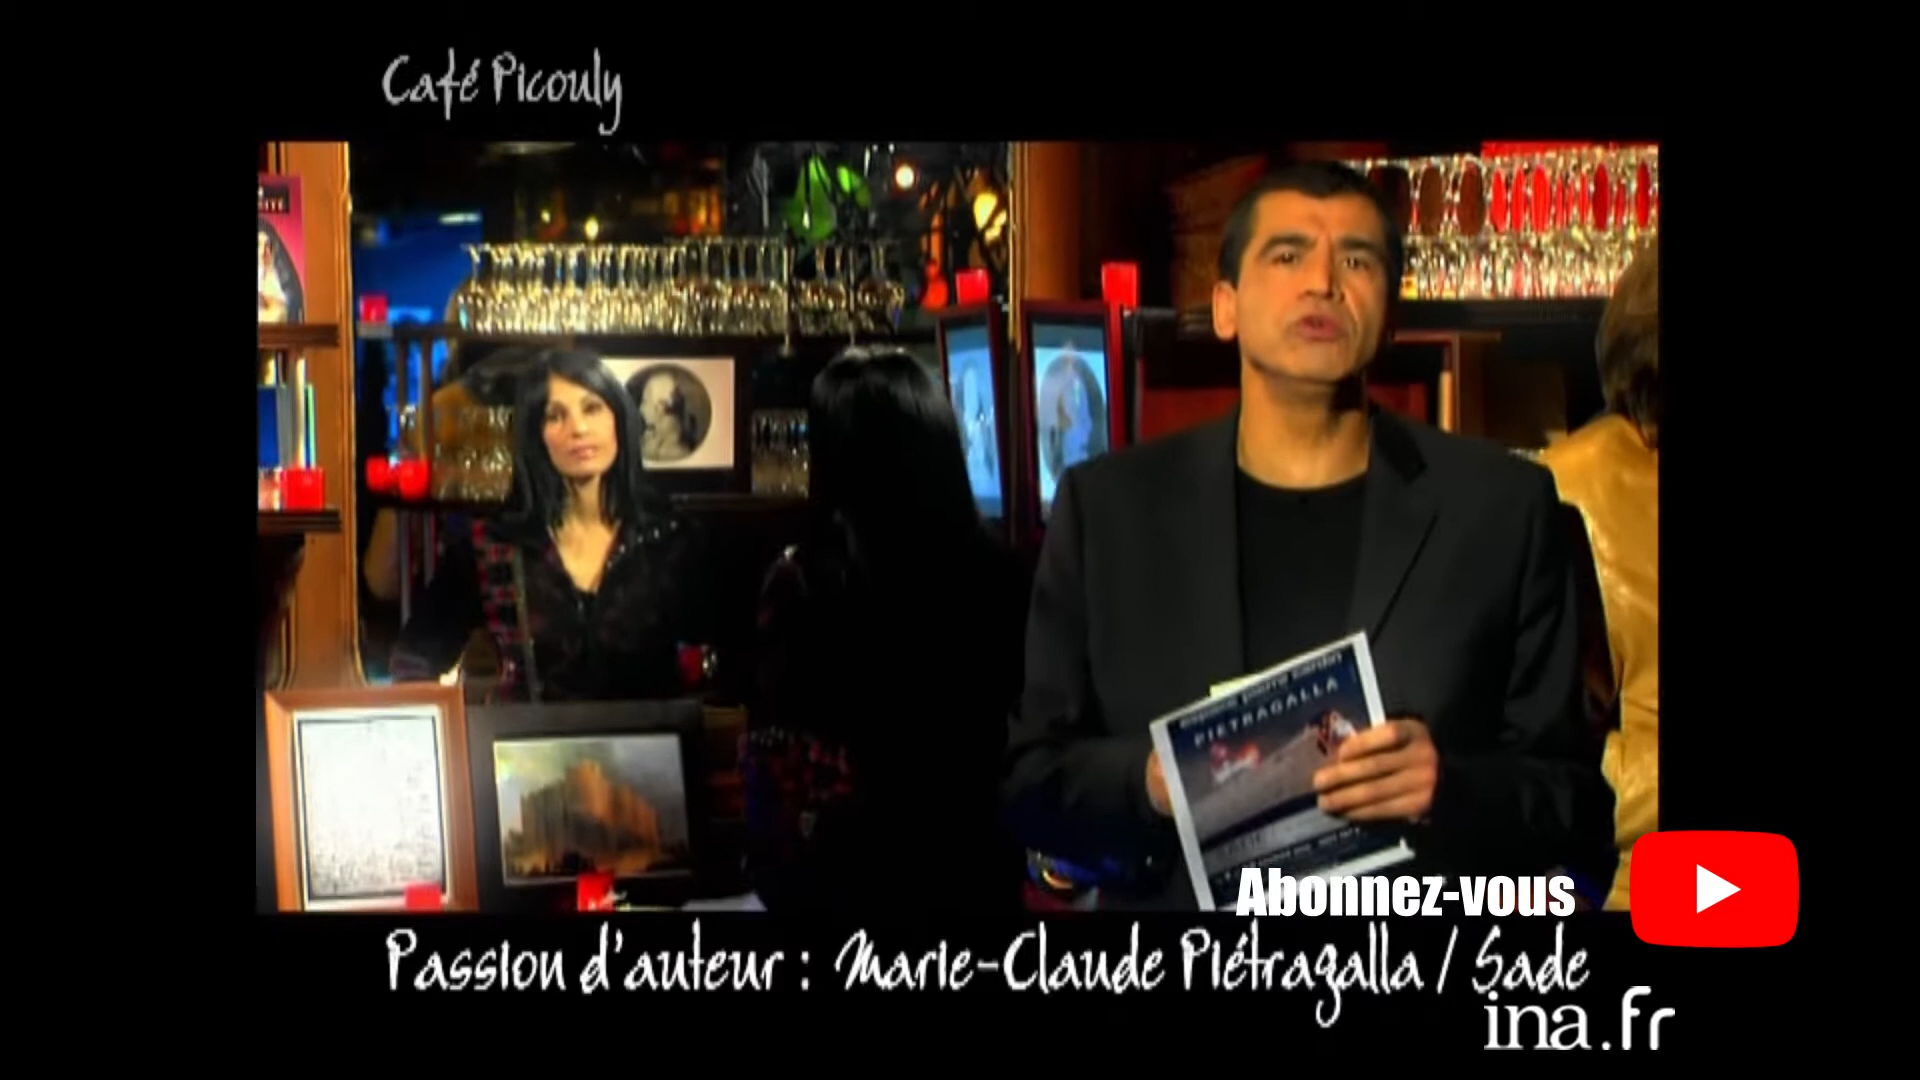 Café Picouly
PIETRAGALLA
Abonnez-vous
Passion d'auteur : Marie-Claude Piétragalla / Sade
ina.fr